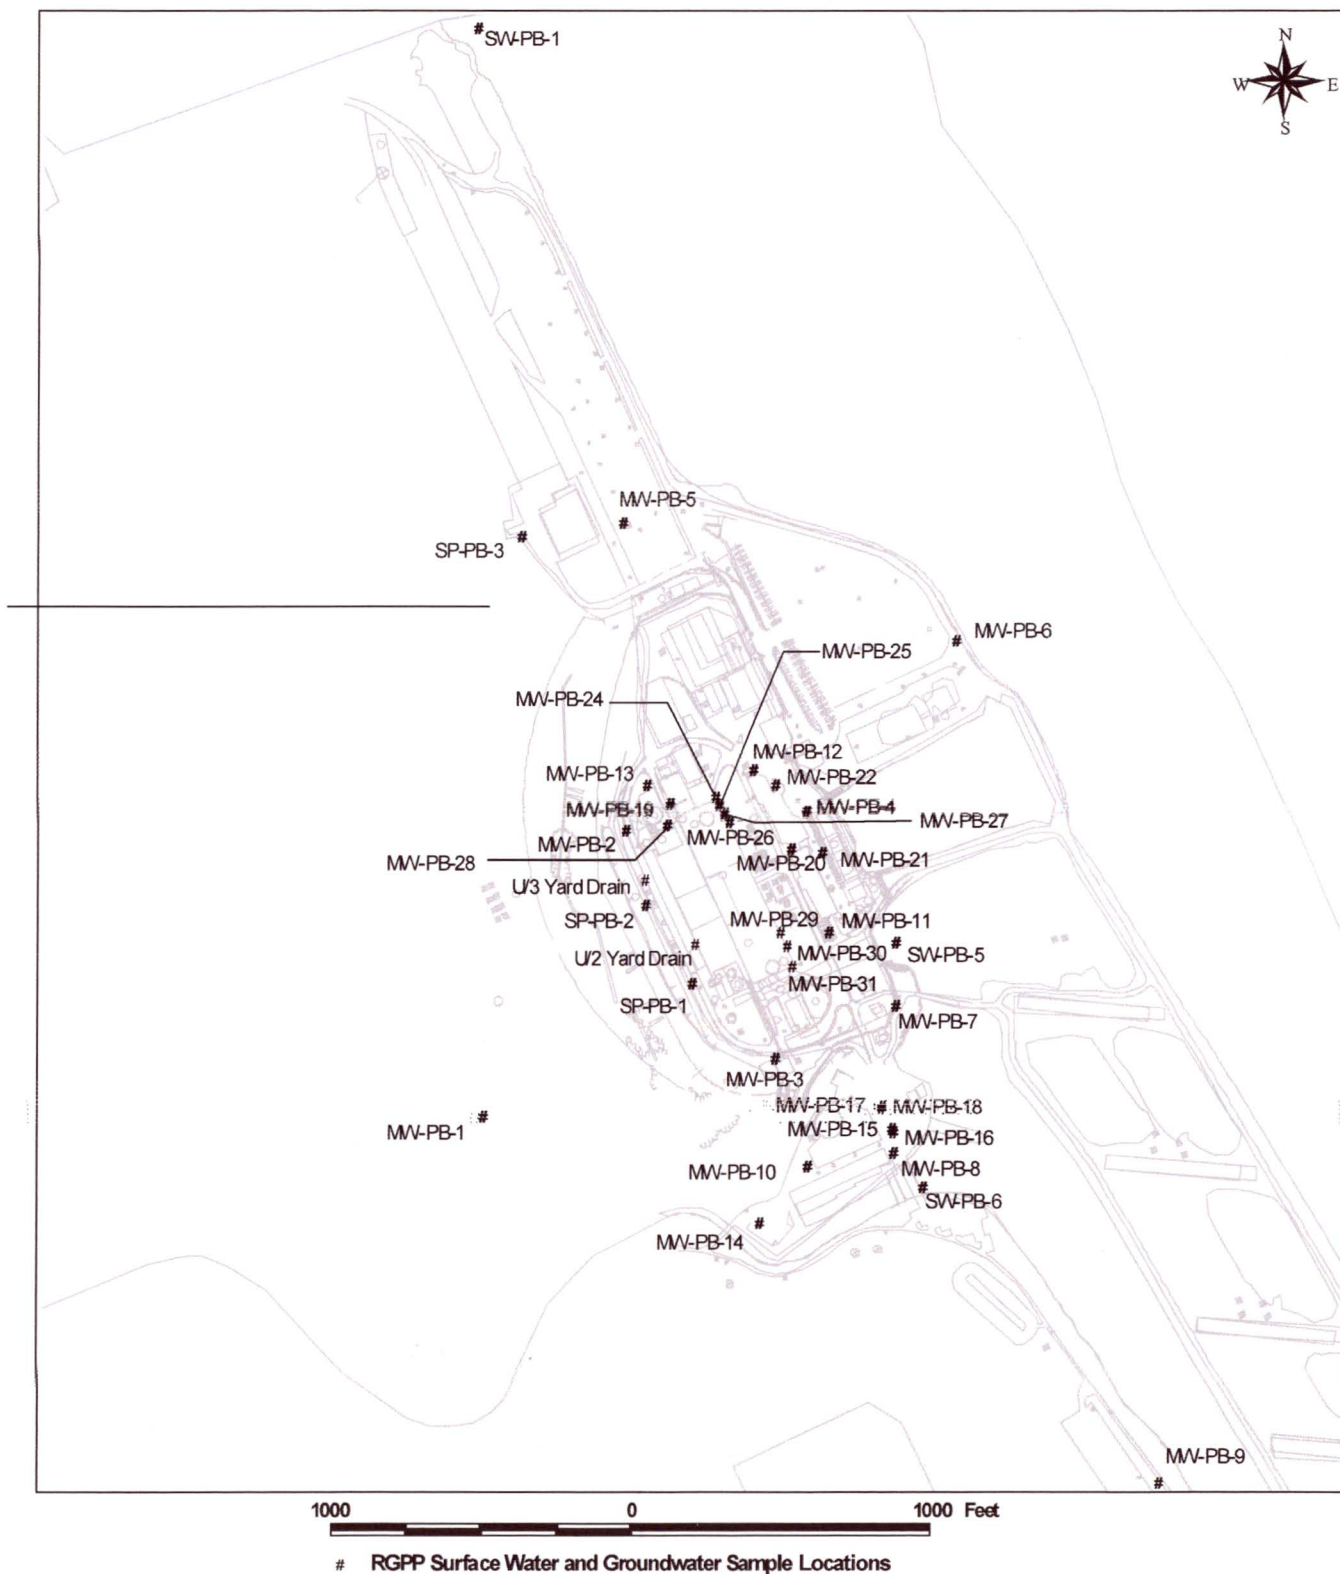 SW-PB-1
N
W E
S
MW-PB-5
SP-PB-3
MW-PB-6
MW-PB-25
MW-PB-24
MW-PB-12
MW-PB-13
MW-PB-22
MW-PB-19
MW-PB-4
MW-PB-27
MW-PB-26
MW-PB-2
MW-PB-28
MW-PB-20
MW-PB-21
U/3 Yard Drain
SP-PB-2
MW-PB-29
MW-PB-11
U/2 Yard Drain
MW-PB-30
SW-PB-5
MW-PB-31
SP-PB-1
MW-PB-7
MW-PB-3
MW-PB-17
MW-PB-18
MW-PB-1
MW-PB-15
MW-PB-16
MW-PB-10
MW-PB-8
SW-PB-6
MW-PB-14
MW-PB-9
1000 0 1000 Feet
# RGPP Surface Water and Groundwater Sample Locations